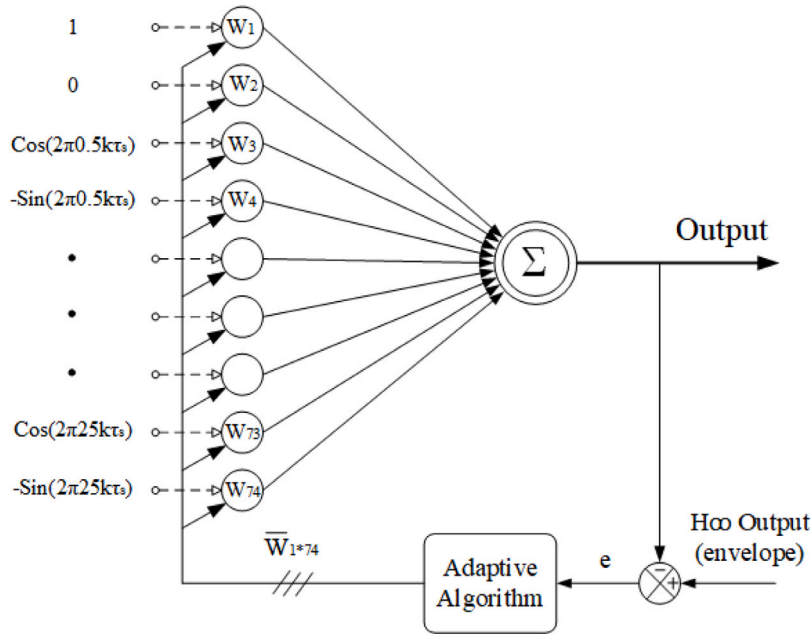 1
W1
0
W2
Cos(2π0.5kτs)
W3
-Sin(2π0.5kτs)
W4
Σ
Output
Cos(2π25kτs)
W73
-Sin(2π25kτs)
W74
W̅1*74
Adaptive
Algorithm
e
−
+
H∞ Output
(envelope)